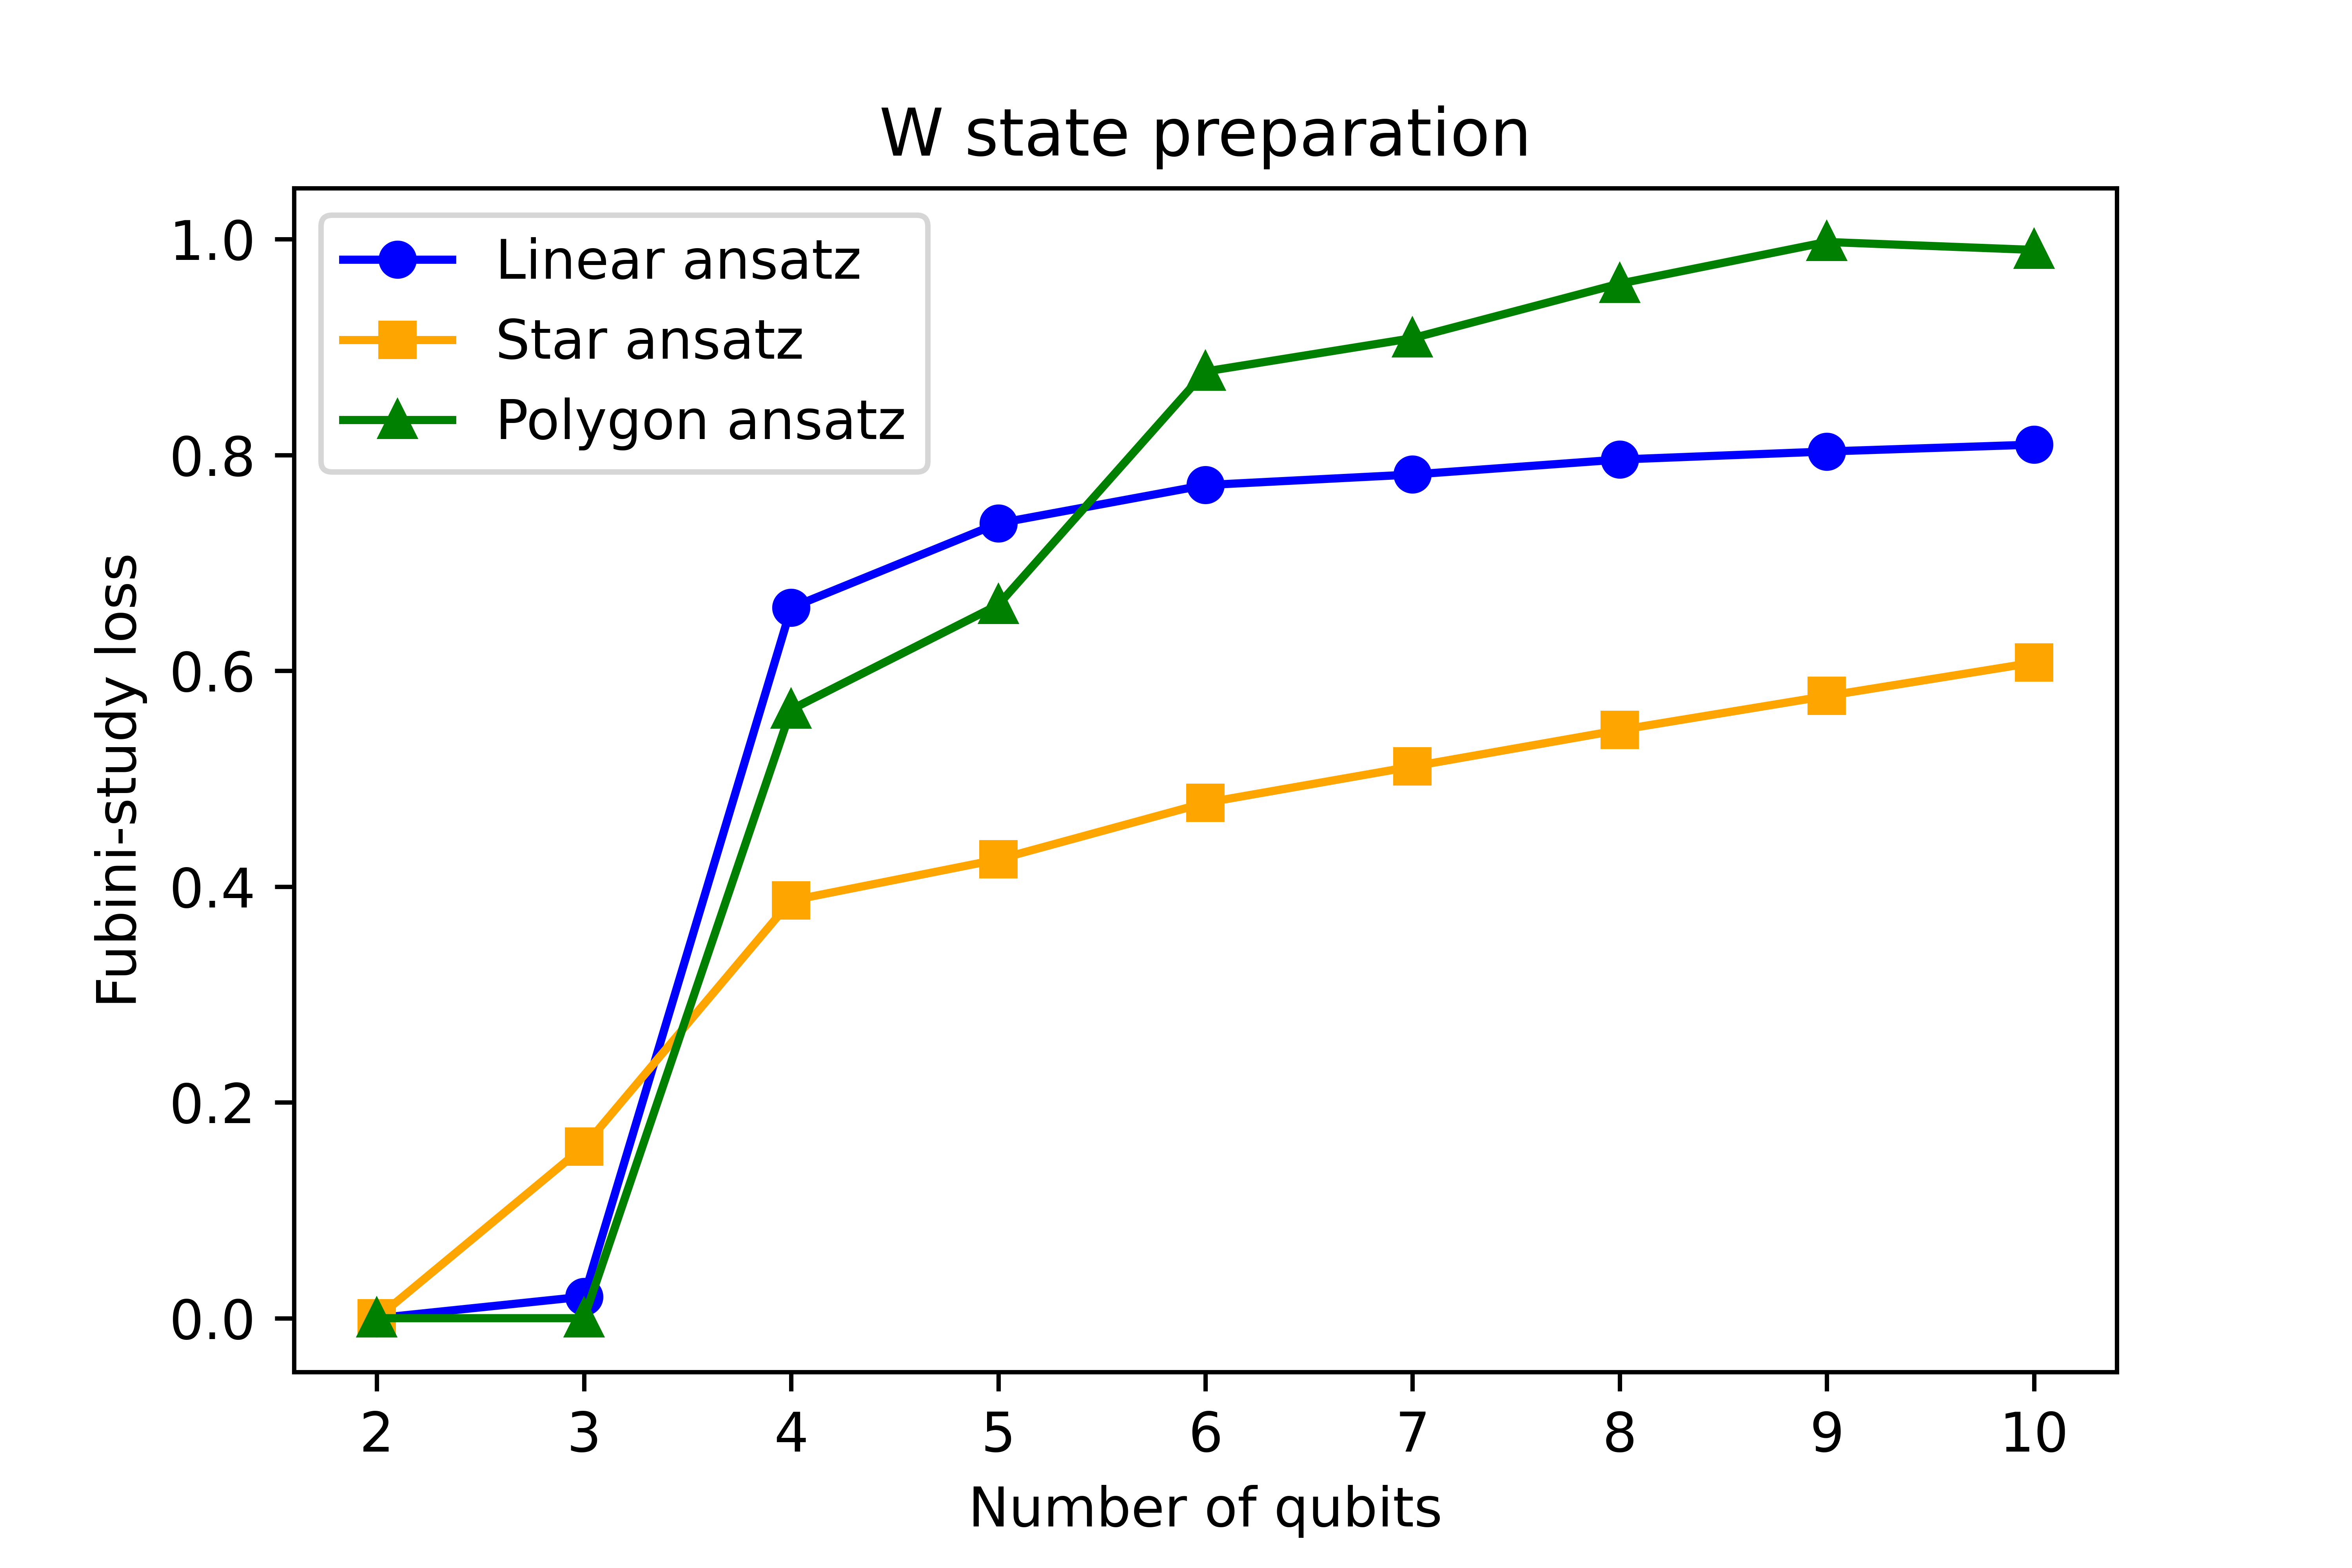 W state preparation
1.0
0.8
0.6
0.4
0.2
0.0
Fubini-study loss
Linear ansatz
Star ansatz
Polygon ansatz
2 3 4 5 6 7 8 9 10
Number of qubits